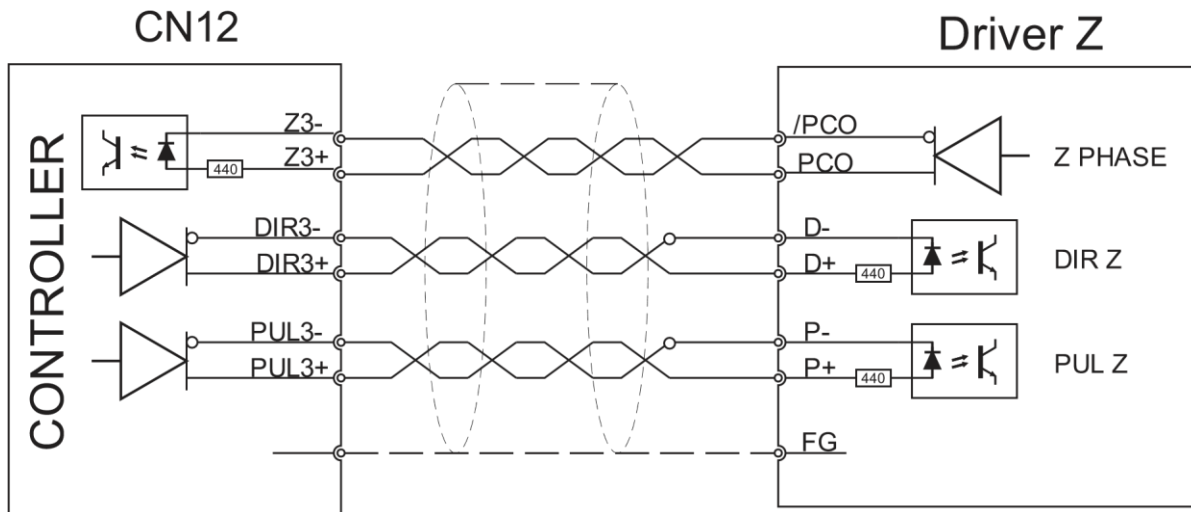 CN12
Driver Z
CONTROLLER
Z3-
440
Z3+
/PCO
PCO
Z PHASE
DIR3-
DIR3+
D-
D+
440
DIR Z
PUL3-
PUL3+
P-
P+
440
PUL Z
FG